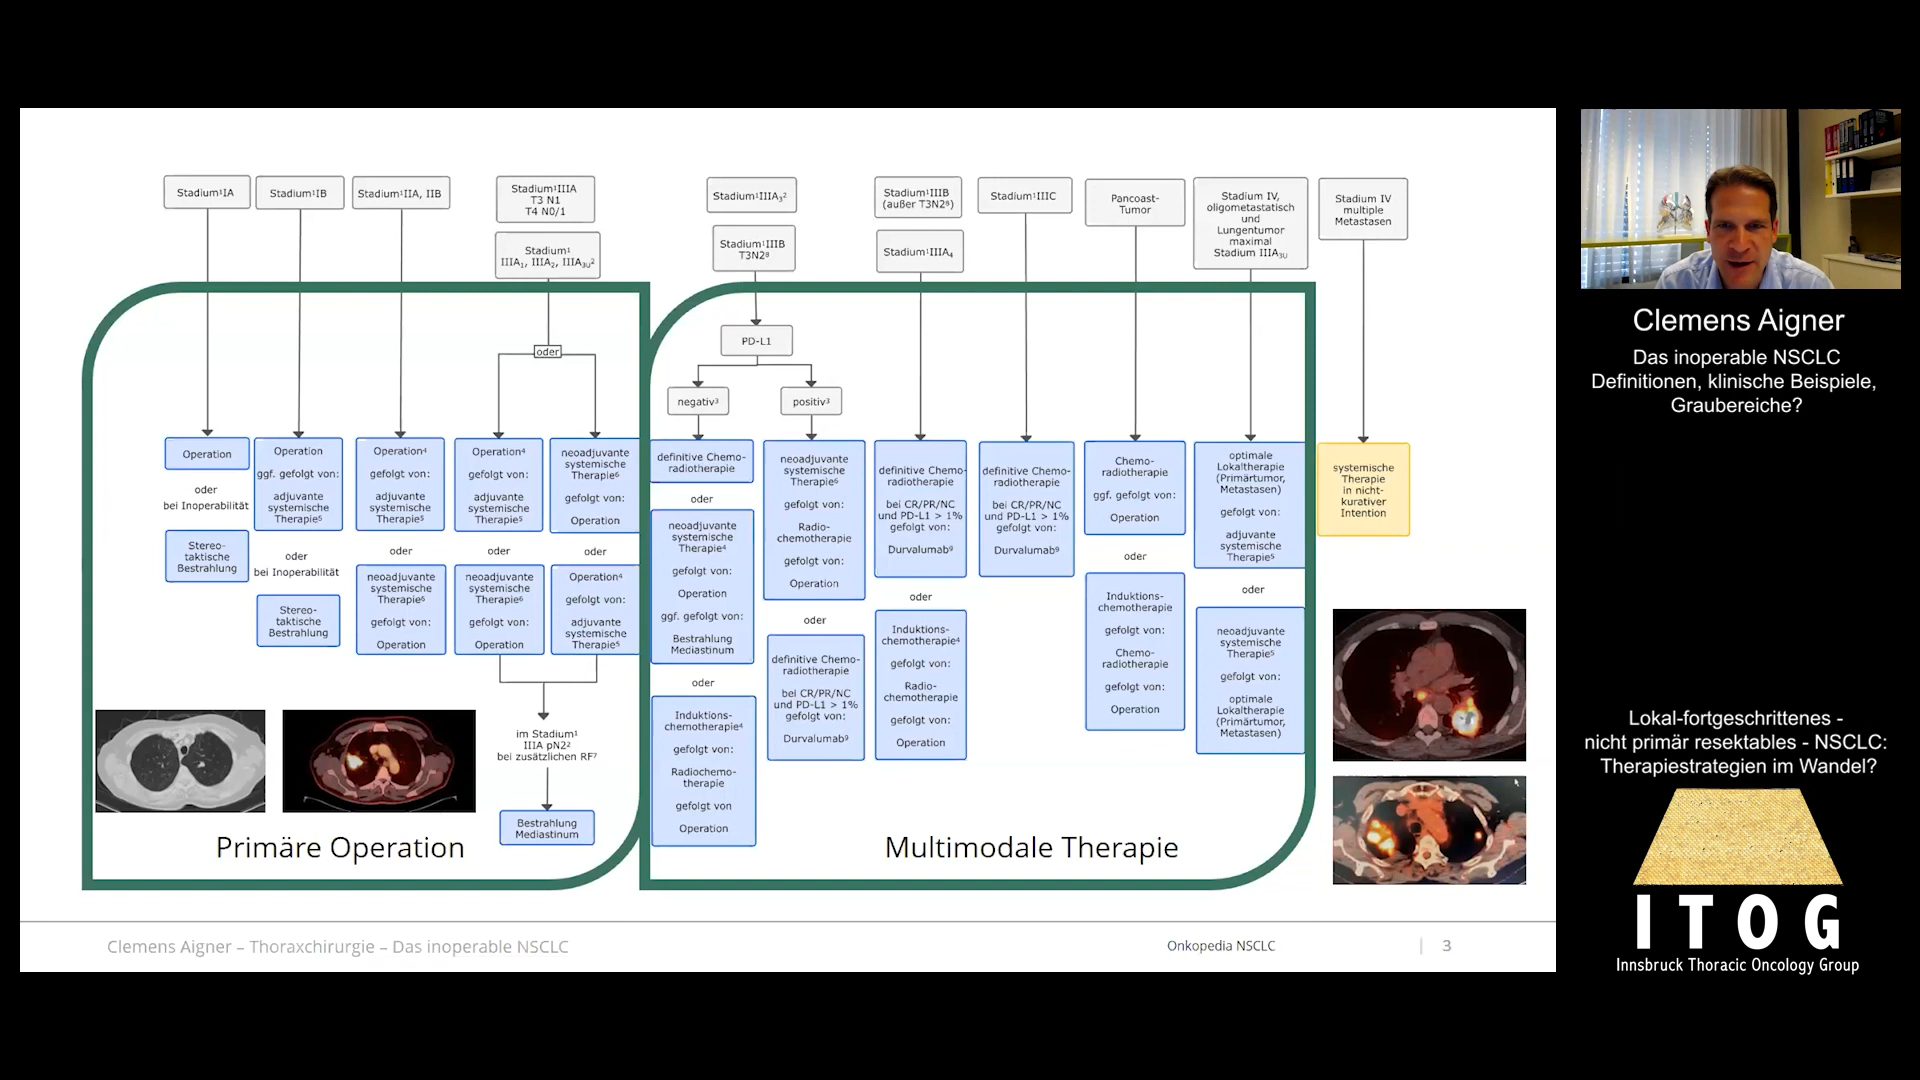 Stadium¹IA
Stadium¹IB
Stadium¹IIA, IIB
Stadium¹IIIA
T3 N1
T4 N0/1
Stadium¹
IIIA₁, IIIA₂, IIIA₃ᵤ²
Stadium¹IIIA₃²
Stadium¹IIIB
T3N2⁸
Stadium¹IIIB
(außer T3N2⁸)
Stadium¹IIIA₄
Stadium¹IIIC
Pancoast-
Tumor
Stadium IV,
oligometastatisch
und
Lungentumor
maximal
Stadium IIIA₃ᵤ
Stadium IV
multiple
Metastasen
oder
PD-L1
negativ³
positiv³
Operation
oder
bei Inoperabilität
Stereo-
taktische
Bestrahlung
Operation
ggf. gefolgt von:
adjuvante
systemische
Therapie⁵
oder
bei Inoperabilität
Stereo-
taktische
Bestrahlung
Operation⁴
gefolgt von:
adjuvante
systemische
Therapie⁵
oder
neoadjuvante
systemische
Therapie⁶
gefolgt von:
Operation
Operation⁴
gefolgt von:
adjuvante
systemische
Therapie⁵
oder
neoadjuvante
systemische
Therapie⁶
gefolgt von:
Operation
neoadjuvante
systemische
Therapie⁶
gefolgt von:
Operation
oder
Operation⁴
gefolgt von:
adjuvante
systemische
Therapie⁵
im Stadium¹
IIIA pN2²
bei zusätzlichen RF⁷
Bestrahlung
Mediastinum
definitive Chemo-
radiotherapie
oder
neoadjuvante
systemische
Therapie⁴
gefolgt von:
Operation
ggf. gefolgt von:
Bestrahlung
Mediastinum
oder
Induktions-
chemotherapie⁴
gefolgt von:
Radiochemo-
therapie
gefolgt von
Operation
neoadjuvante
systemische
Therapie⁶
gefolgt von:
Radio-
chemotherapie
gefolgt von:
Operation
oder
definitive Chemo-
radiotherapie
bei CR/PR/NC
und PD-L1 > 1%
gefolgt von:
Durvalumab⁹
definitive Chemo-
radiotherapie
bei CR/PR/NC
und PD-L1 > 1%
gefolgt von:
Durvalumab⁹
oder
Induktions-
chemotherapie⁴
gefolgt von:
Radio-
chemotherapie
gefolgt von:
Operation
definitive Chemo-
radiotherapie
bei CR/PR/NC
und PD-L1 > 1%
gefolgt von:
Durvalumab⁹
Chemo-
radiotherapie
ggf. gefolgt von:
Operation
oder
Induktions-
chemotherapie
gefolgt von:
Chemo-
radiotherapie
gefolgt von:
Operation
optimale
Lokaltherapie
(Primärtumor,
Metastasen)
gefolgt von:
adjuvante
systemische
Therapie⁵
oder
neoadjuvante
systemische
Therapie⁵
gefolgt von:
optimale
Lokaltherapie
(Primärtumor,
Metastasen)
systemische
Therapie
in nicht-
kurativer
Intention
Primäre Operation
Multimodale Therapie
Clemens Aigner – Thoraxchirurgie – Das inoperable NSCLC
Onkopedia NSCLC
| 3
Clemens Aigner
Das inoperable NSCLC
Definitionen, klinische Beispiele,
Graubereiche?
Lokal-fortgeschrittenes -
nicht primär resektables - NSCLC:
Therapiestrategien im Wandel?
ITOG
Innsbruck Thoracic Oncology Group